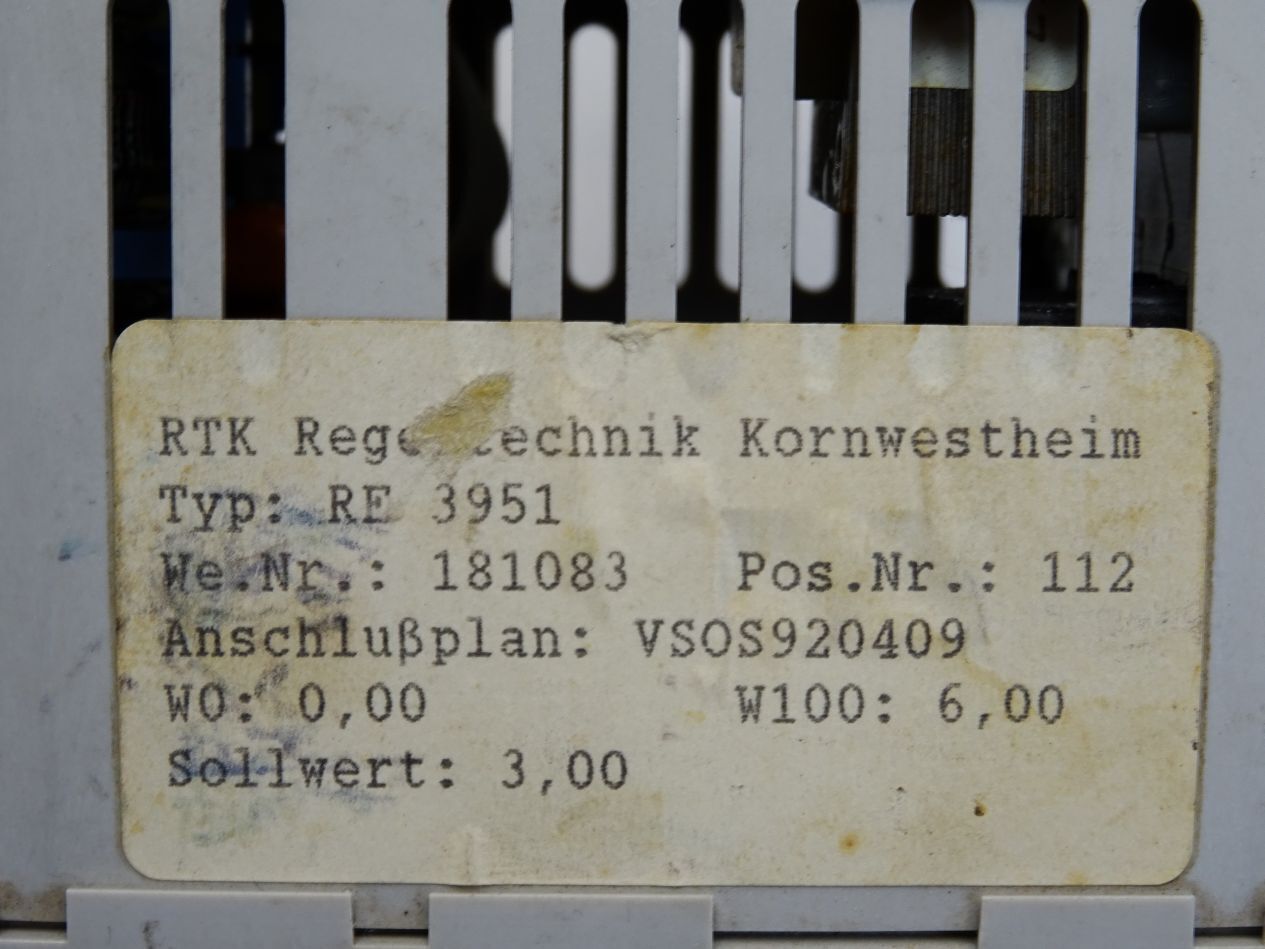 RTK Kornwestheim
Typ: RE 3951
We.Nr.: 181083 Pos.Nr.: 112
Anschlußplan: VSOS920409
W0: 0,00 W100: 6,00
Sollwert: 3,00